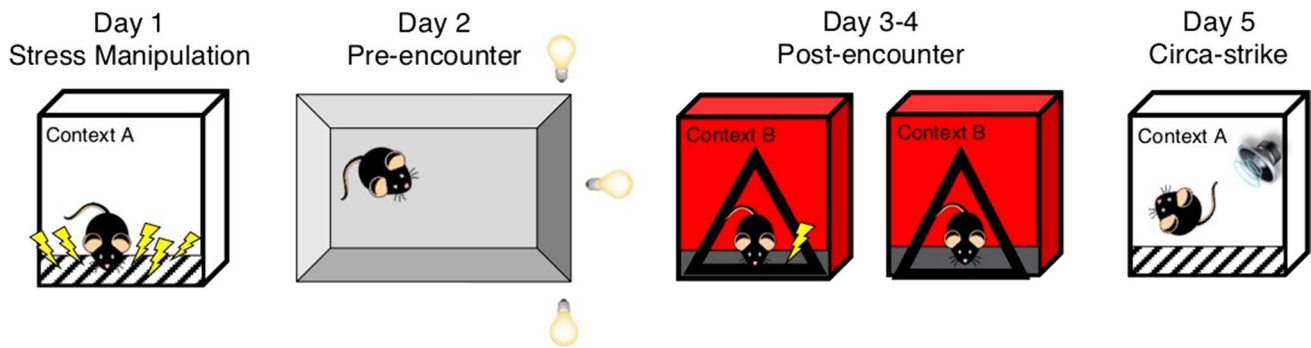 Day 1
Stress Manipulation
Day 2
Pre-encounter
Day 3-4
Post-encounter
Day 5
Circa-strike
Context A
Context B
Context B
Context A